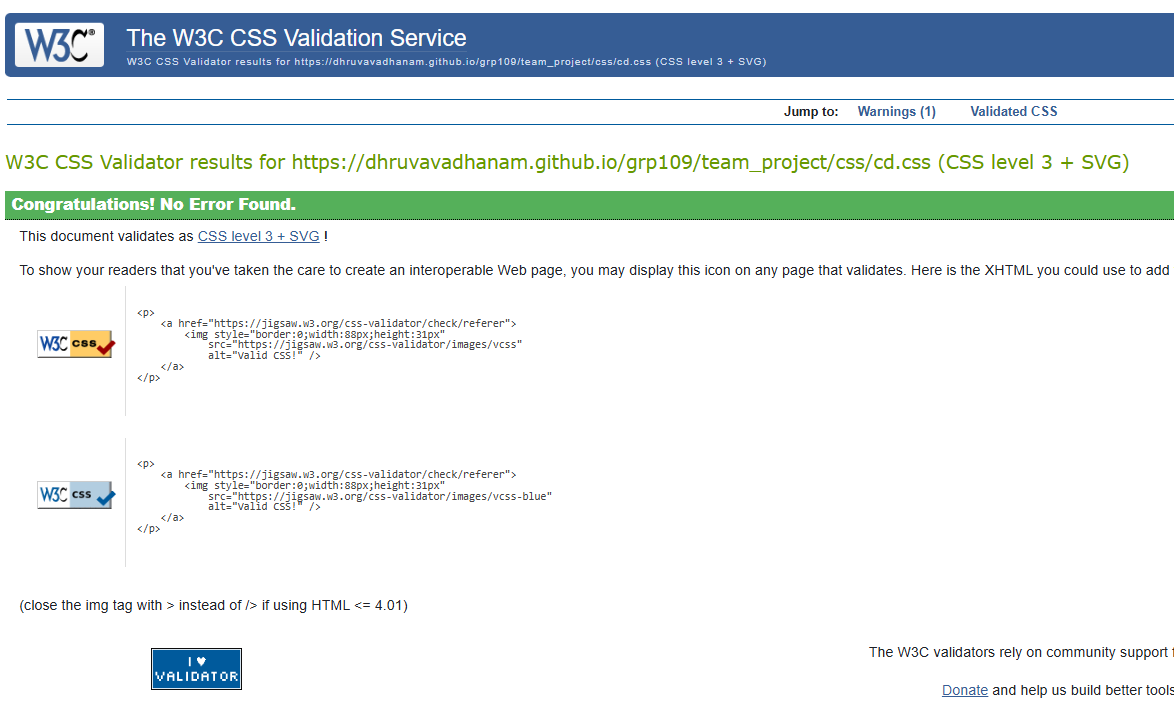 W3C® The W3C CSS Validation Service
W3C CSS Validator results for https://dhruvavadhanam.github.io/grp109/team_project/css/cd.css (CSS level 3 + SVG)
Jump to: Warnings (1) Validated CSS
W3C CSS Validator results for https://dhruvavadhanam.github.io/grp109/team_project/css/cd.css (CSS level 3 + SVG)
Congratulations! No Error Found.
This document validates as CSS level 3 + SVG !
To show your readers that you've taken the care to create an interoperable Web page, you may display this icon on any page that validates. Here is the XHTML you could use to add
<p>
<a href="https://jigsaw.w3.org/css-validator/check/referer">
<img style="border:0;width:88px;height:31px"
W3C css
src="https://jigsaw.w3.org/css-validator/images/vcss"
alt="Valid CSS!" />
</a>
</p>
<p>
<a href="https://jigsaw.w3.org/css-validator/check/referer">
<img style="border:0;width:88px;height:31px"
W3C css
src="https://jigsaw.w3.org/css-validator/images/vcss-blue"
alt="Valid CSS!" />
</a>
</p>
(close the img tag with > instead of /> if using HTML <= 4.01)
I ♥
VALIDATOR
The W3C validators rely on community support
Donate and help us build better tools